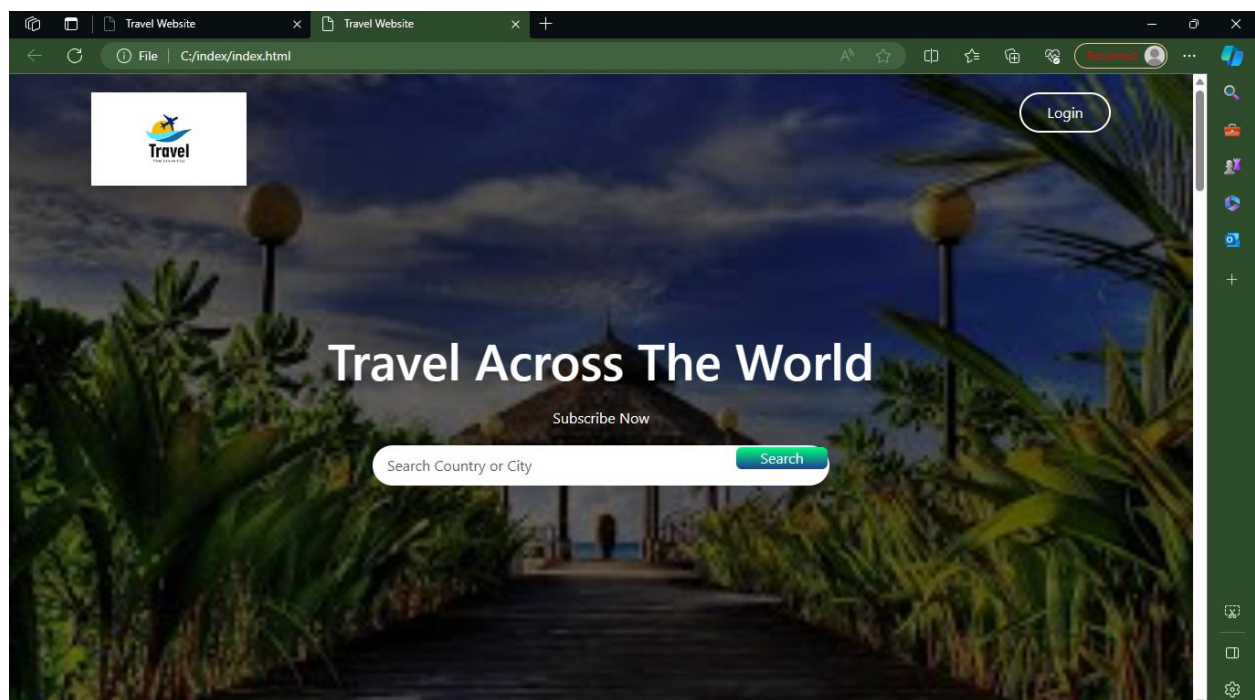 Travel Website
Travel Website
File
C:/index/index.html
Reconnect
Travel
Login
Travel Across The World
Subscribe Now
Search Country or City
Search